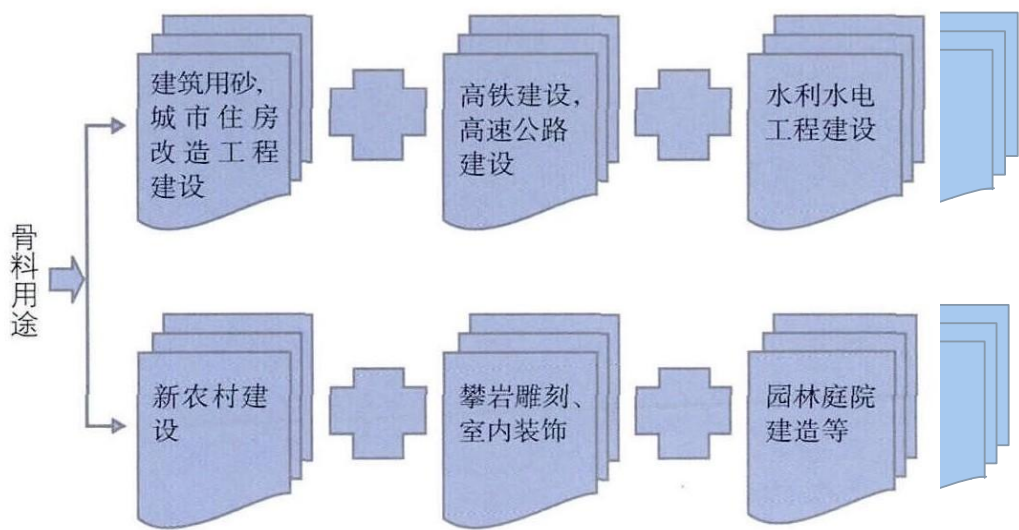 建筑用砂,
城市住房
改造工程
建设
高铁建设,
高速公路
建设
水利水电
工程建设
骨料用途
新农村建
设
攀岩雕刻、
室内装饰
园林庭院
建造等